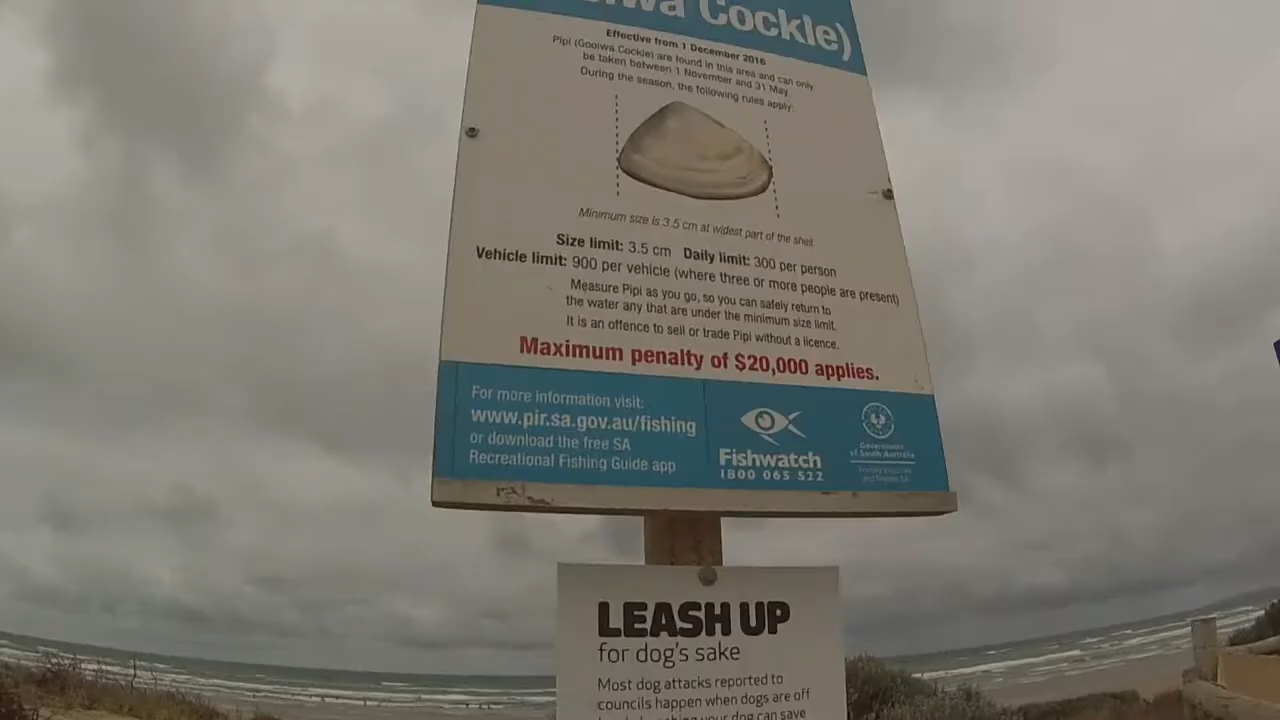 Cockle)
Effective from 1 December 2016
Pipi (Goolwa Cockle) are found in this area and can only
be taken between 1 November and 31 May.
During the season, the following rules apply:
Minimum size is 3.5 cm at widest part of the shell
Size limit: 3.5 cm Daily limit: 300 per person
Vehicle limit: 900 per vehicle (where three or more people are present)
Measure Pipi as you go, so you can safely return to
the water any that are under the minimum size limit.
It is an offence to sell or trade Pipi without a licence.
Maximum penalty of $20,000 applies.
For more information visit:
www.pir.sa.gov.au/fishing
or download the free SA
Recreational Fishing Guide app
Fishwatch
1800 065 522
Government
of South Australia
LEASH UP
for dog's sake
Most dog attacks reported to
councils happen when dogs are off
your dog can save